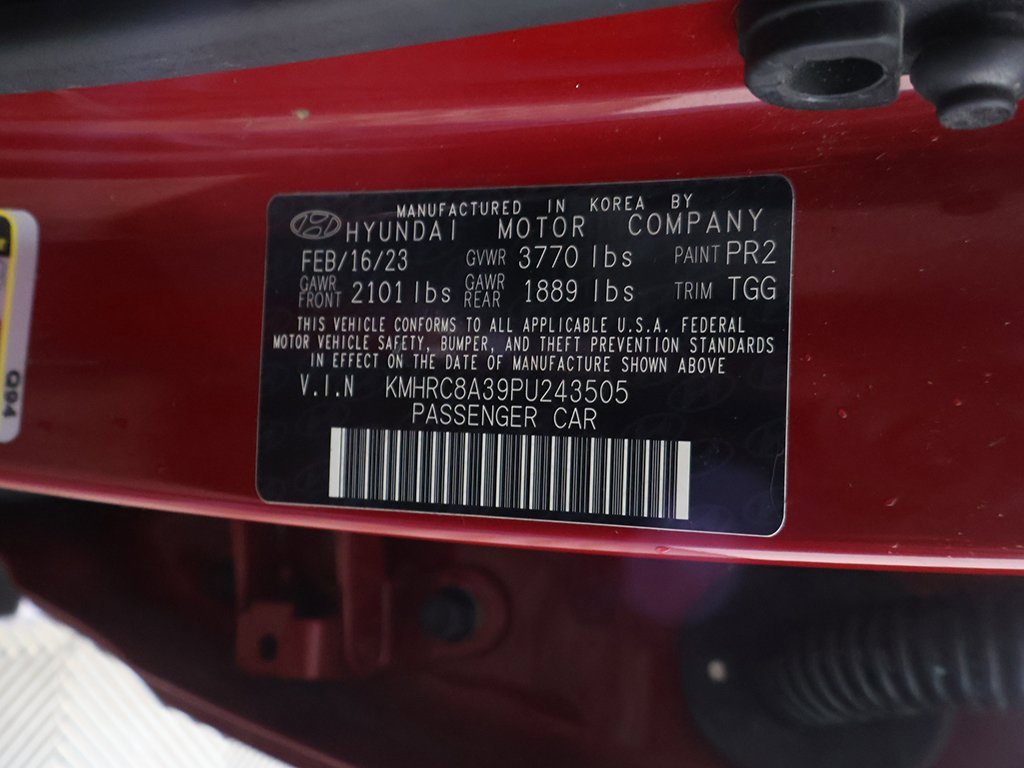 MANUFACTURED IN KOREA BY
HYUNDAI MOTOR COMPANY
FEB/16/23 GVWR 3770 lbs PAINT PR2
GAWR FRONT 2101 lbs GAWR REAR 1889 lbs TRIM TGG
THIS VEHICLE CONFORMS TO ALL APPLICABLE U.S.A. FEDERAL
MOTOR VEHICLE SAFETY, BUMPER, AND THEFT PREVENTION STANDARDS
IN EFFECT ON THE DATE OF MANUFACTURE SHOWN ABOVE
V.I.N KMHRC8A39PU243505
PASSENGER CAR
Q94